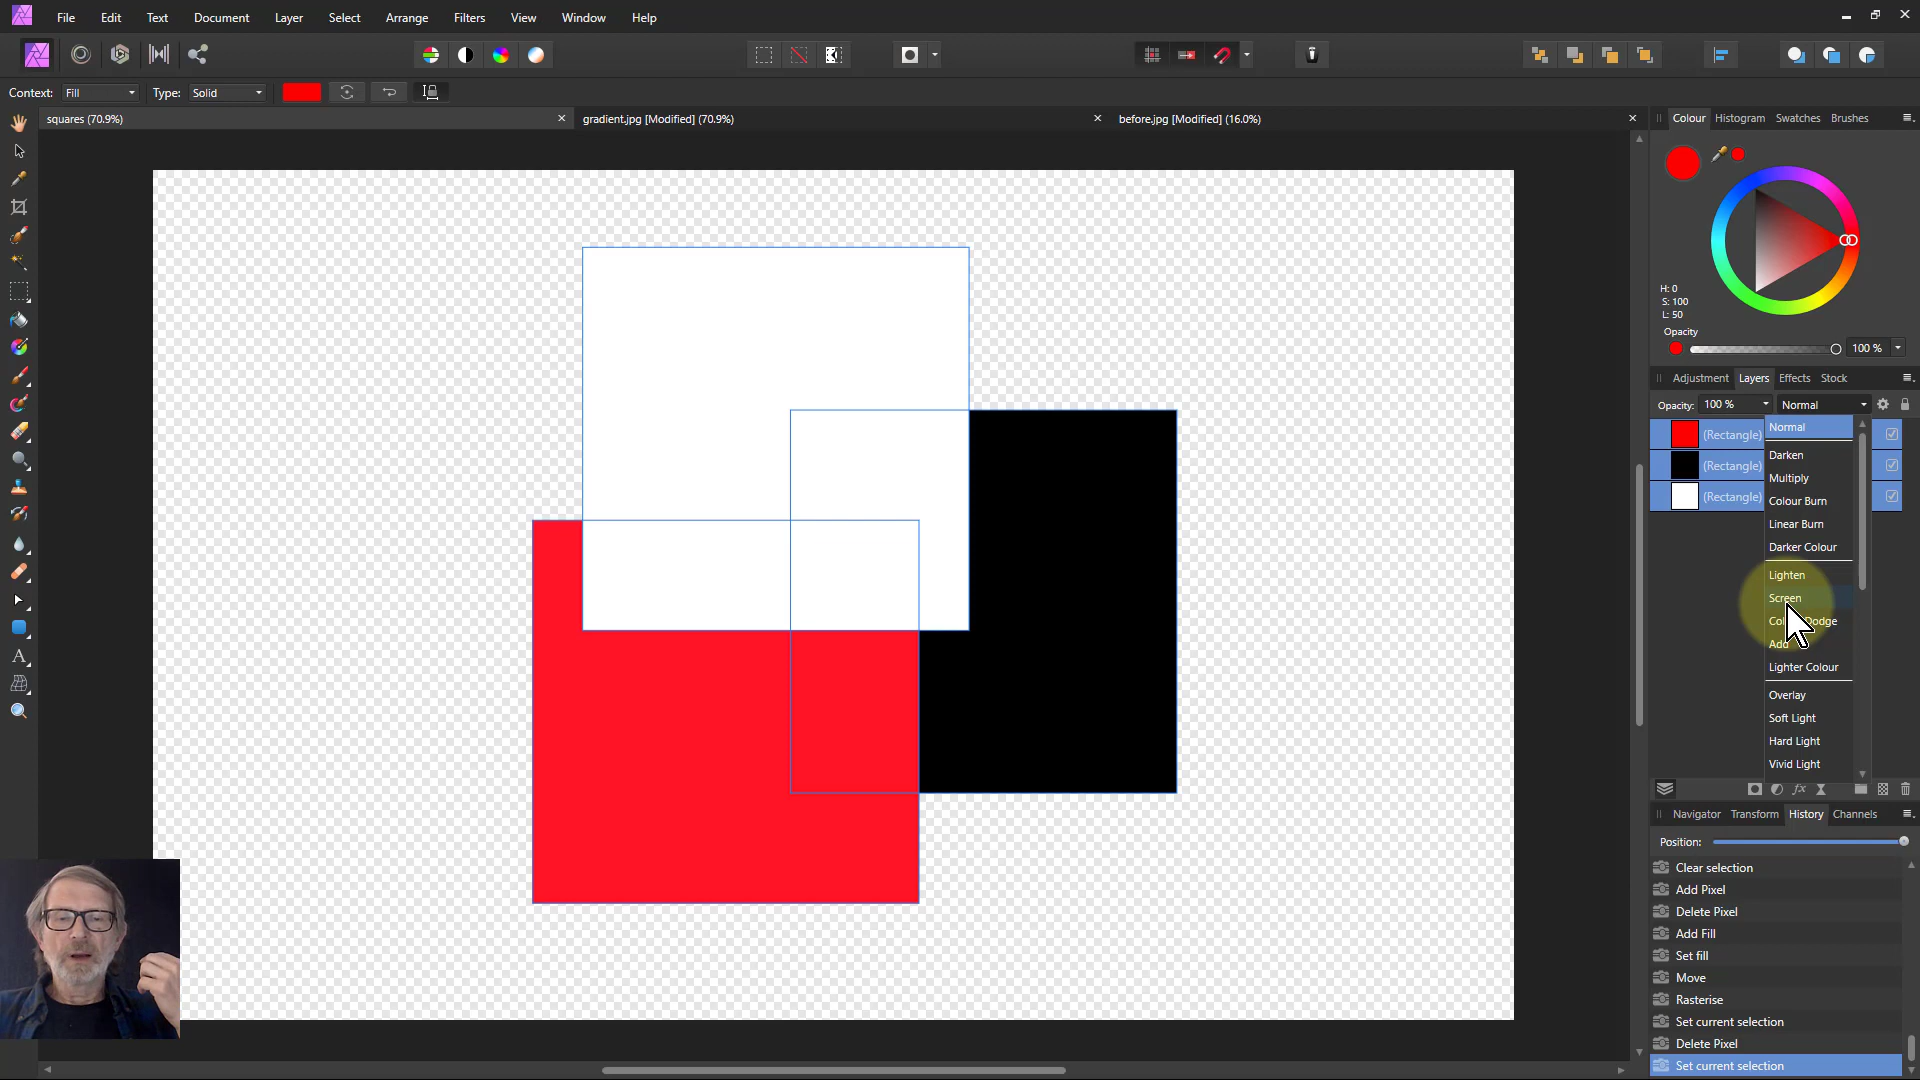 File Edit Text Document Layer Select Arrange Filters View Window Help
Context: Fill Type: Solid
squares (70.9%)
gradient.jpg [Modified] (70.9%)
before.jpg [Modified] (16.0%)
Colour Histogram Swatches Brushes
H: 0
S: 100
L: 50
Opacity
100 %
Adjustment Layers Effects Stock
Opacity: 100 % Normal
(Rectangle)
(Rectangle)
(Rectangle)
Normal
Darken
Multiply
Colour Burn
Linear Burn
Darker Colour
Lighten
Screen
Dodge
Add
Lighter Colour
Overlay
Soft Light
Hard Light
Vivid Light
fx
Navigator Transform History Channels
Position:
Clear selection
Add Pixel
Delete Pixel
Add Fill
Set fill
Move
Rasterise
Set current selection
Delete Pixel
Set current selection
A